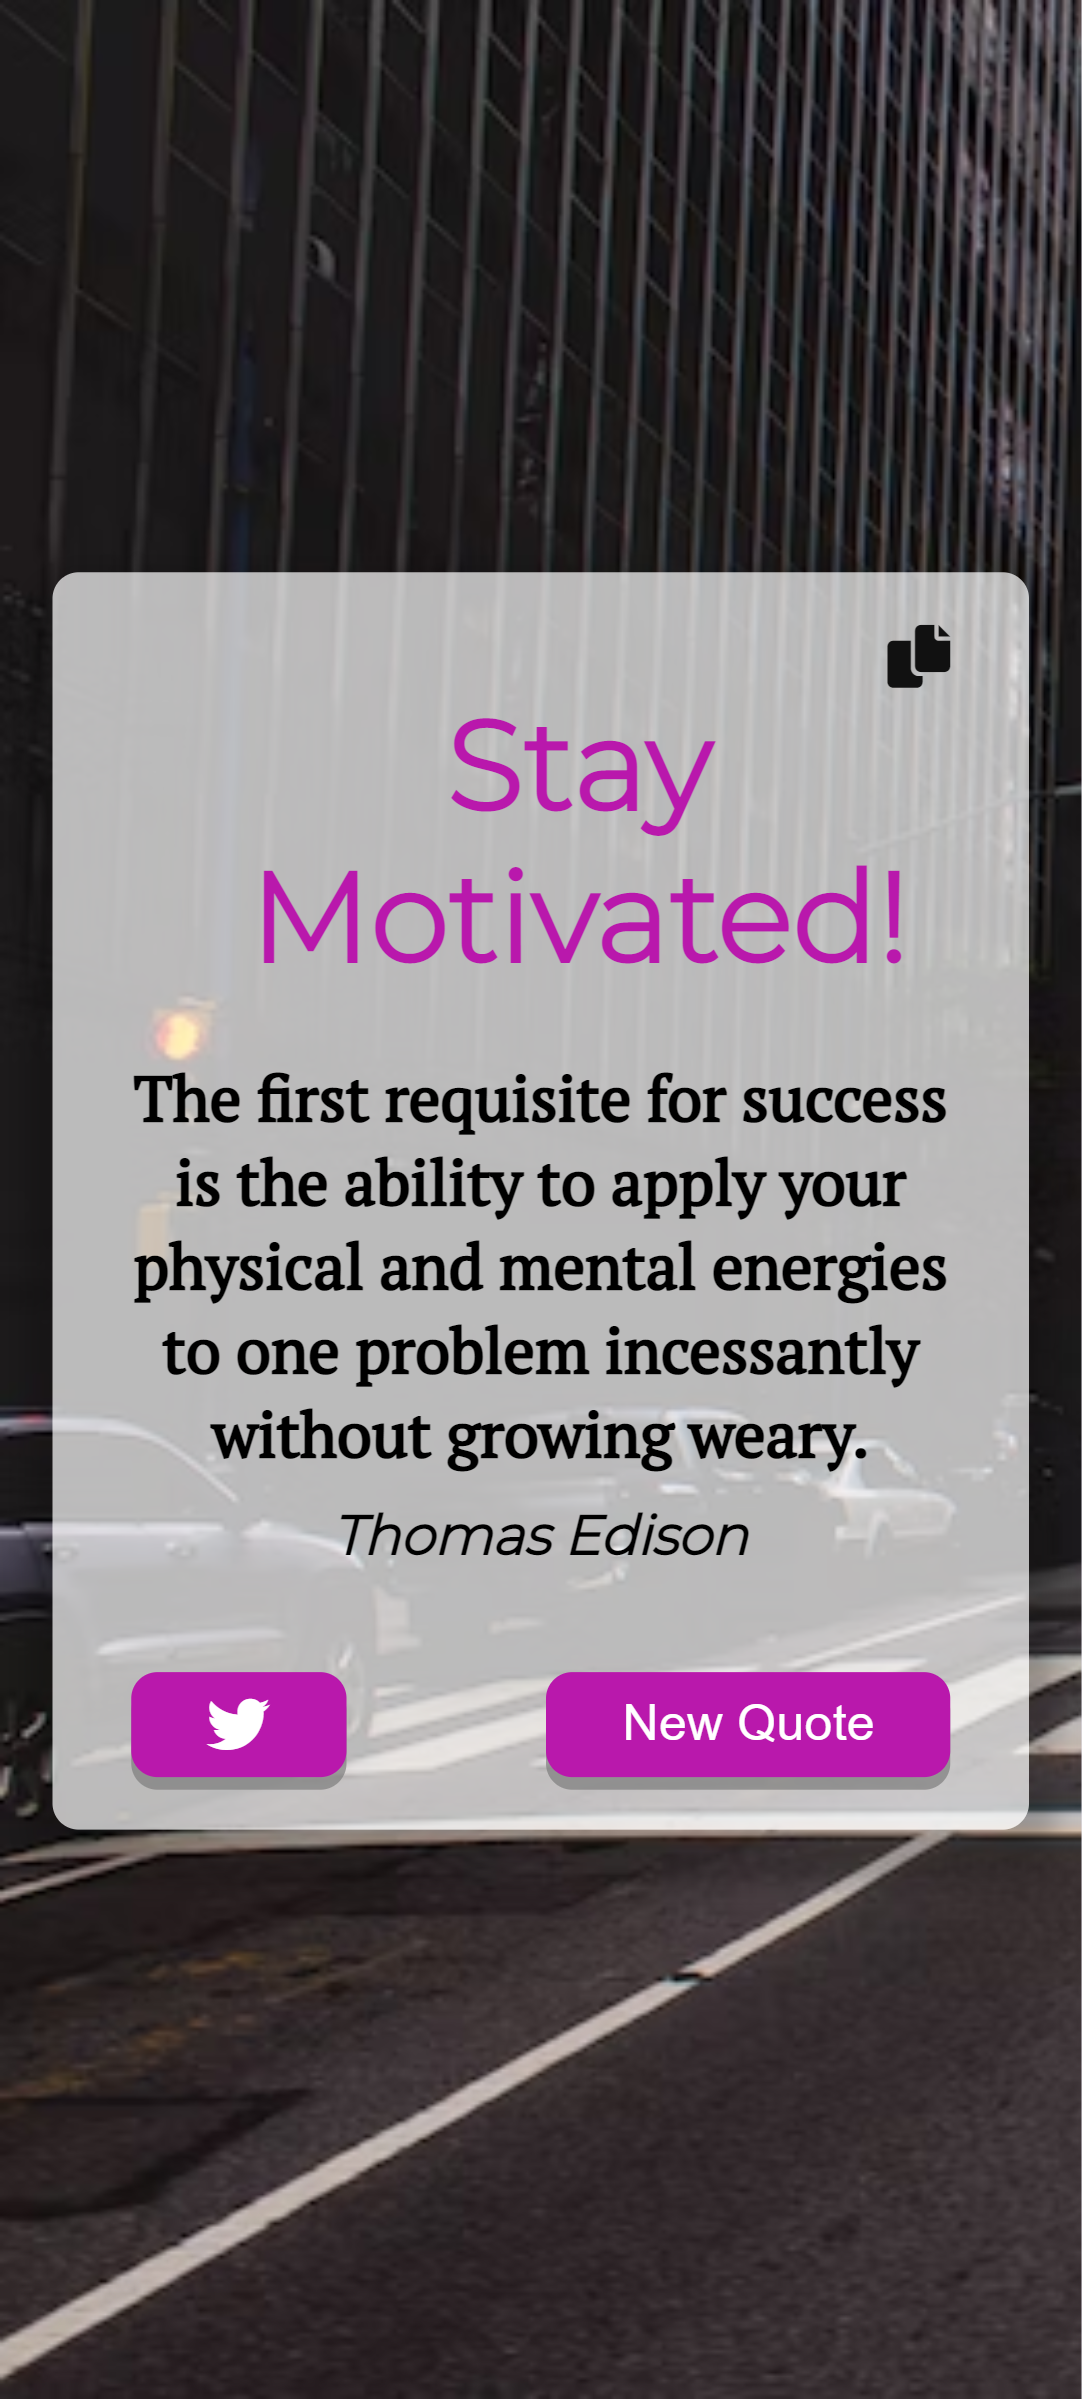 Stay
Motivated!
The first requisite for success
is the ability to apply your
physical and mental energies
to one problem incessantly
without growing weary.
Thomas Edison
New Quote